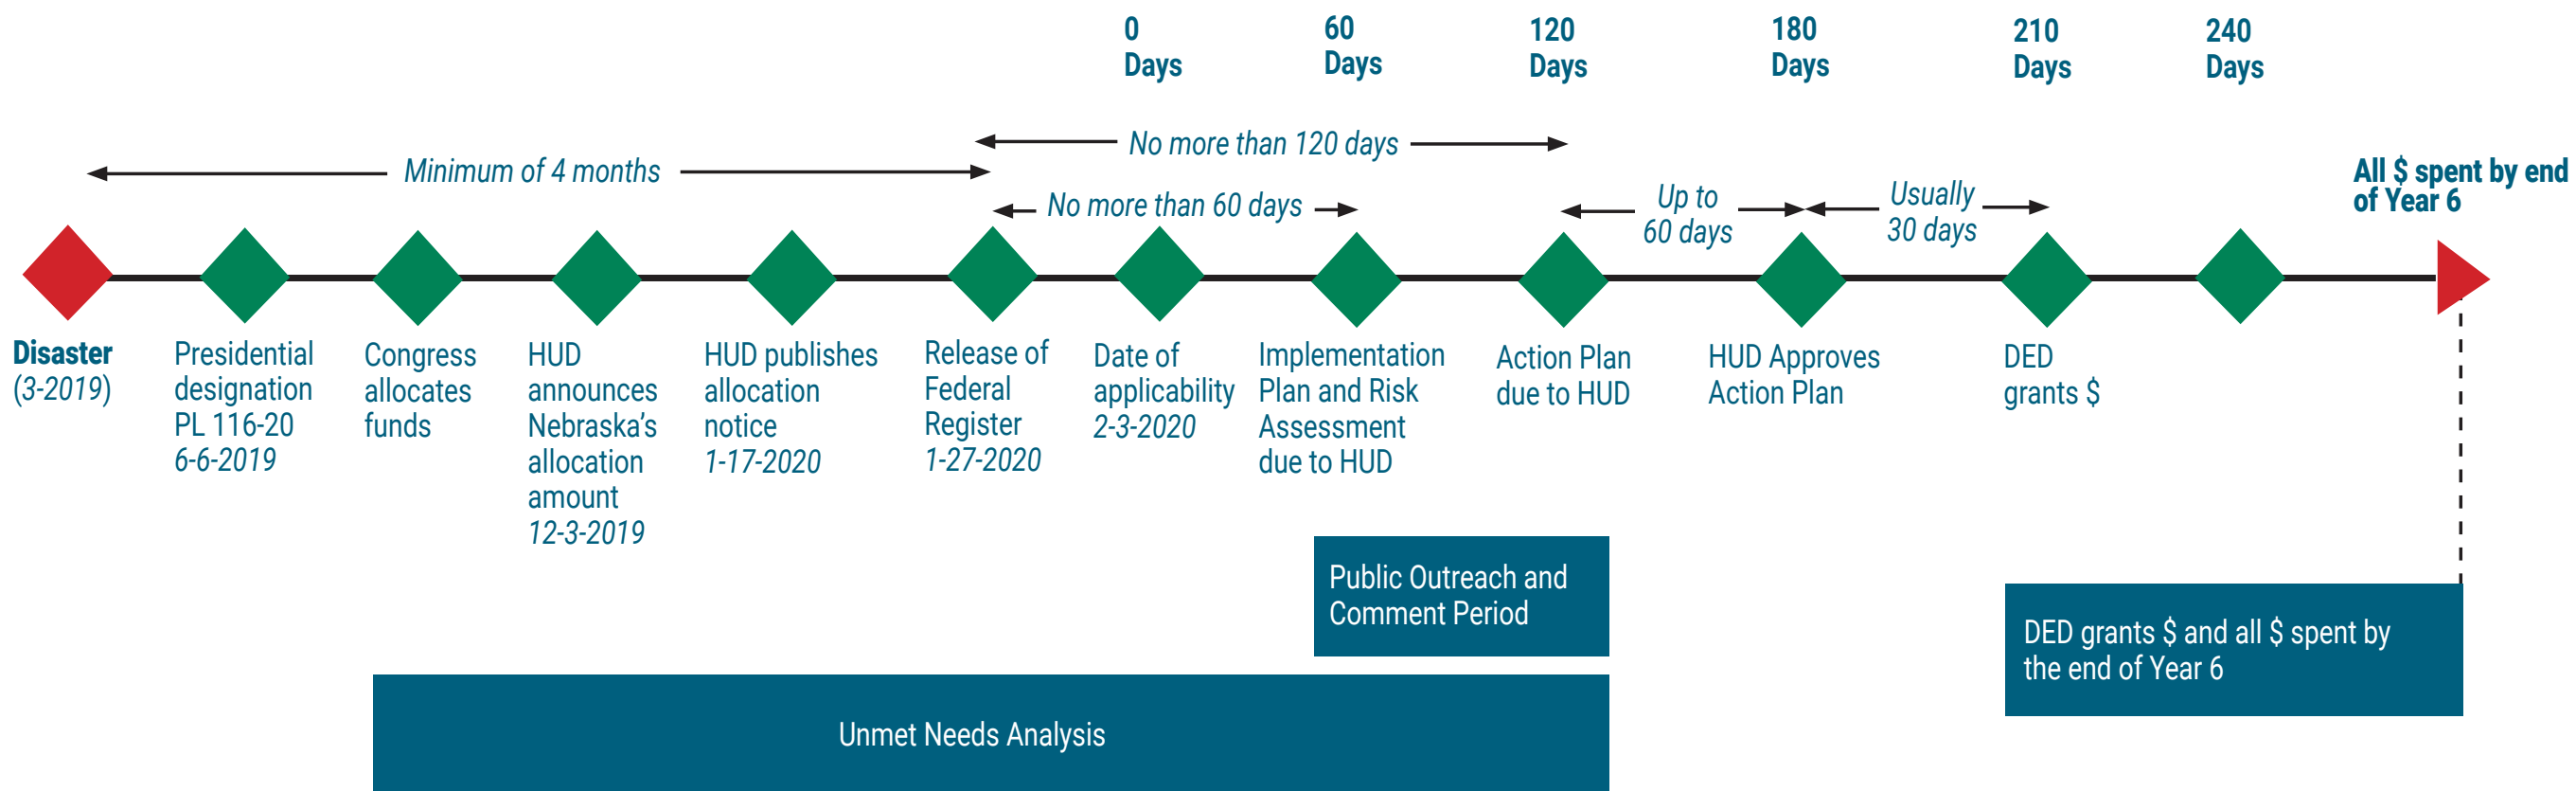 0
Days
60
Days
120
Days
180
Days
210
Days
240
Days
No more than 120 days
Minimum of 4 months
No more than 60 days
Up to
60 days
Usually
30 days
All $ spent by end
of Year 6
Disaster
(3-2019)
Presidential
designation
PL 116-20
6-6-2019
Congress
allocates
funds
HUD
announces
Nebraska’s
allocation
amount
12-3-2019
HUD publishes
allocation
notice
1-17-2020
Release of
Federal
Register
1-27-2020
Date of
applicability
2-3-2020
Implementation
Plan and Risk
Assessment
due to HUD
Action Plan
due to HUD
HUD Approves
Action Plan
DED
grants $
Public Outreach and
Comment Period
DED grants $ and all $ spent by
the end of Year 6
Unmet Needs Analysis